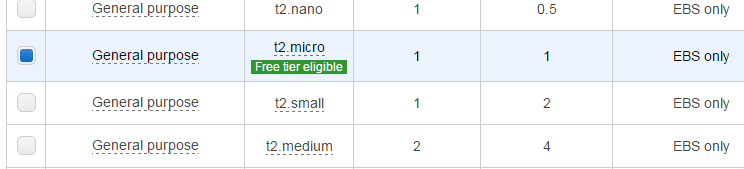 General purpose t2.nano 1 0.5 EBS only
General purpose t2.micro 1 1 EBS only
Free tier eligible
General purpose t2.small 1 2 EBS only
General purpose t2.medium 2 4 EBS only